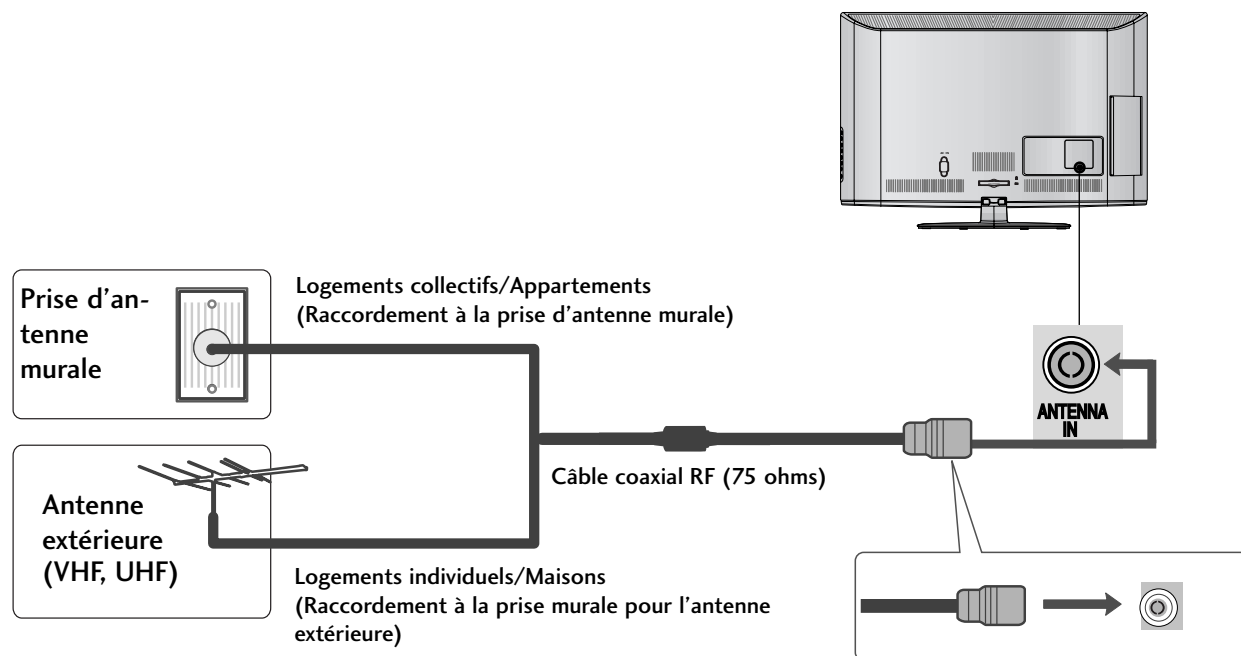 Prise d'an-
tenne
murale
Logements collectifs/Appartements
(Raccordement à la prise d'antenne murale)
ANTENNA
IN
Câble coaxial RF (75 ohms)
Antenne
extérieure
(VHF, UHF)
Logements individuels/Maisons
(Raccordement à la prise murale pour l'antenne
extérieure)